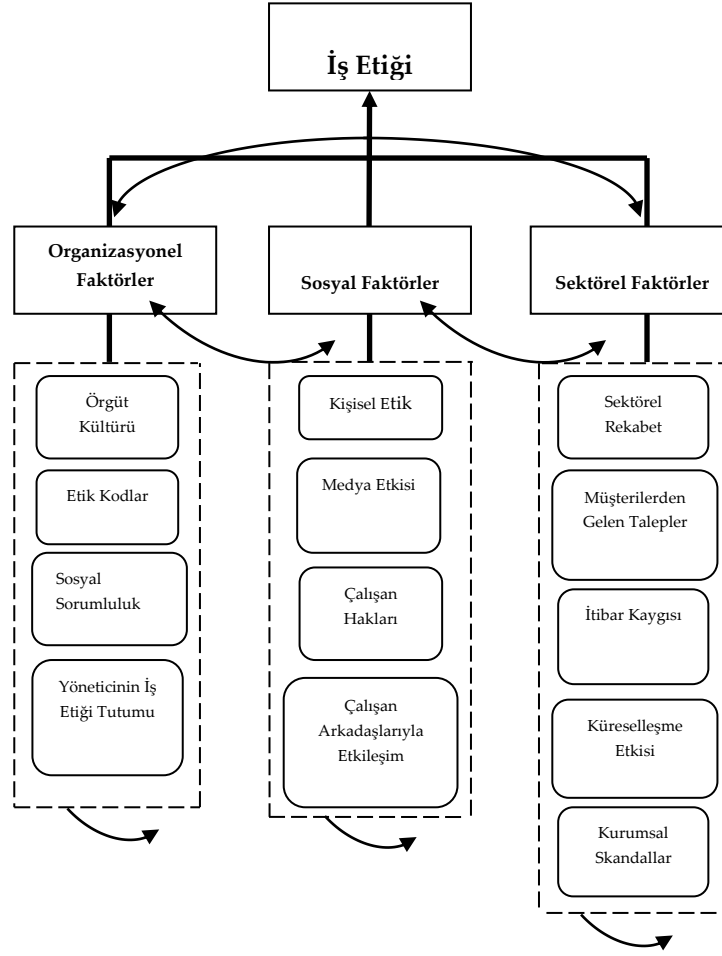 İş Etiği
Organizasyonel
Faktörler
Sosyal Faktörler
Sektörel Faktörler
Örgüt
Kültürü
Etik Kodlar
Sosyal
Sorumluluk
Yöneticinin İş
Etiği Tutumu
Kişisel Etik
Medya Etkisi
Çalışan
Hakları
Çalışan
Arkadaşlarıyla
Etkileşim
Sektörel
Rekabet
Müşterilerden
Gelen Talepler
İtibar Kaygısı
Küreselleşme
Etkisi
Kurumsal
Skandallar